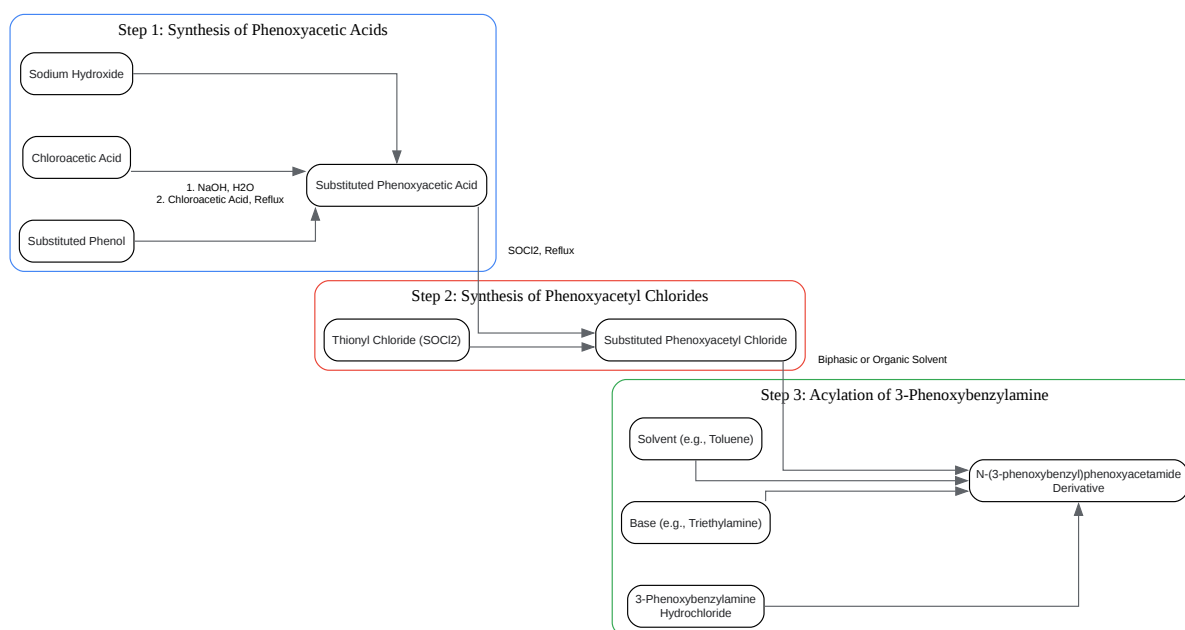 Step 1: Synthesis of Phenoxyacetic Acids
Sodium Hydroxide
Chloroacetic Acid
1. NaOH, H2O
2. Chloroacetic Acid, Reflux
Substituted Phenoxyacetic Acid
Substituted Phenol
SOCl2, Reflux
Step 2: Synthesis of Phenoxyacetyl Chlorides
Thionyl Chloride (SOCl2)
Substituted Phenoxyacetyl Chloride
Biphasic or Organic Solvent
Step 3: Acylation of 3-Phenoxybenzylamine
Solvent (e.g., Toluene)
N-(3-phenoxybenzyl)phenoxyacetamide
Derivative
Base (e.g., Triethylamine)
3-Phenoxybenzylamine
Hydrochloride